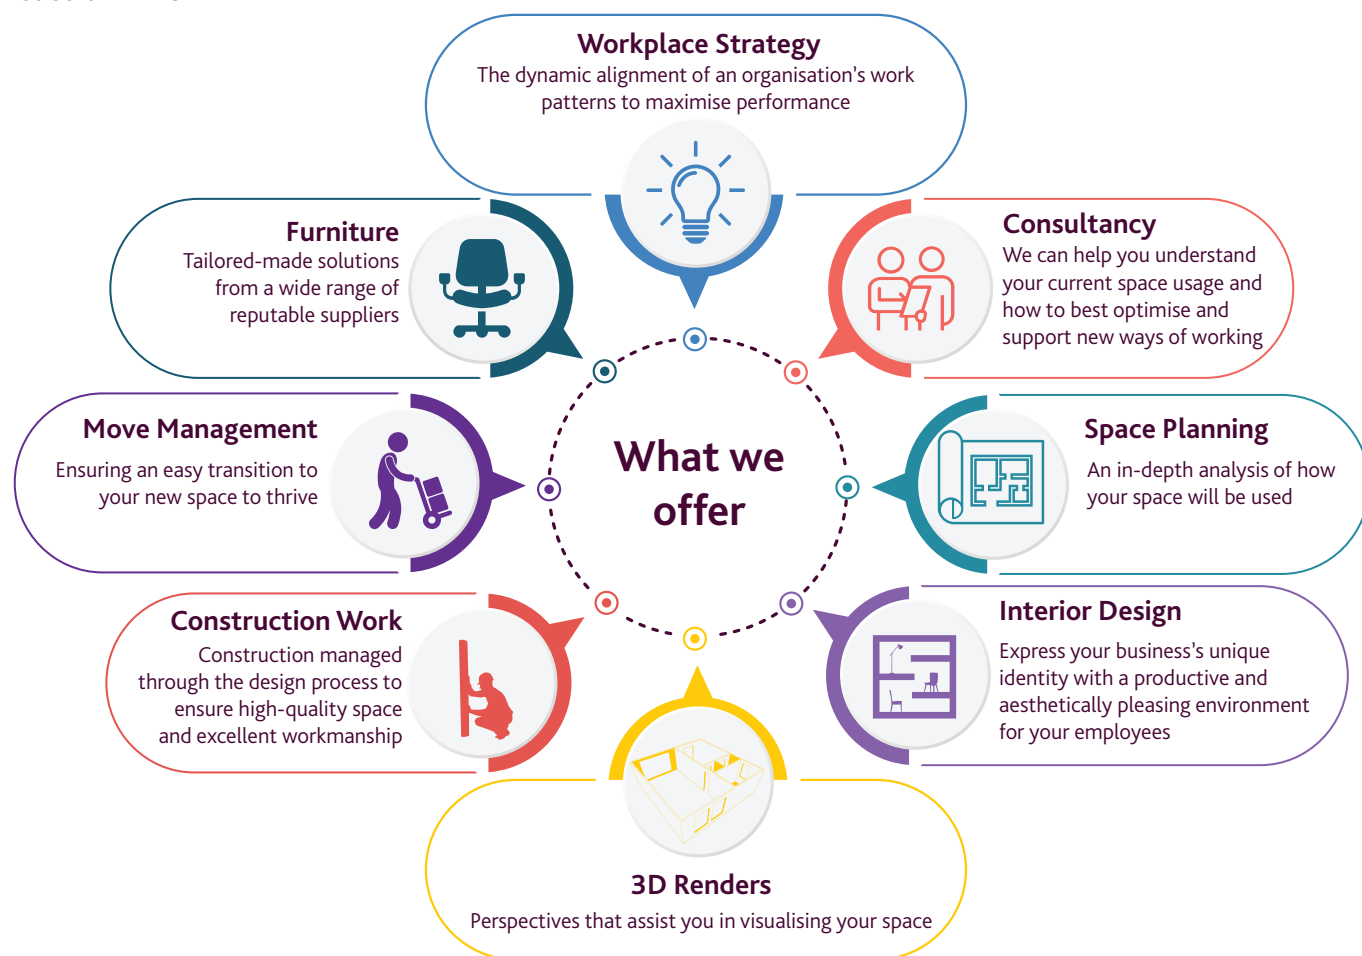 Workplace Strategy
The dynamic alignment of an organisation's work
patterns to maximise performance
Consultancy
We can help you understand
your current space usage and
how to best optimise and
support new ways of working
Space Planning
An in-depth analysis of how
your space will be used
Interior Design
Express your business's unique
identity with a productive and
aesthetically pleasing environment
for your employees
3D Renders
Perspectives that assist you in visualising your space
Construction Work
Construction managed
through the design process to
ensure high-quality space
and excellent workmanship
Move Management
Ensuring an easy transition to
your new space to thrive
Furniture
Tailored-made solutions
from a wide range of
reputable suppliers
What we
offer